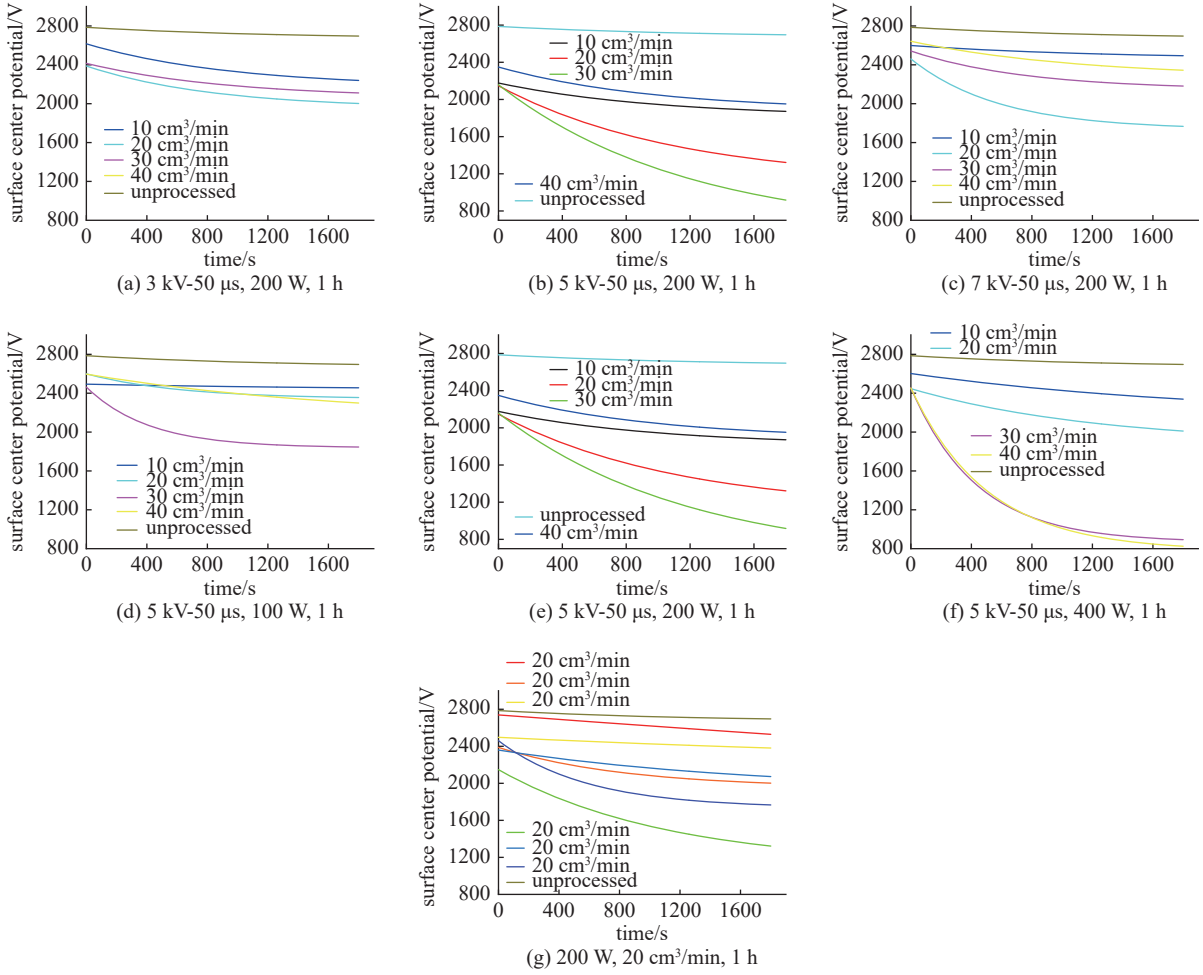 surface center potential/V
2800
2400
2000
1600
1200
800
10 cm³/min
20 cm³/min
30 cm³/min
40 cm³/min
unprocessed
0 400 800 1200 1600
time/s
(a) 3 kV-50 μs, 200 W, 1 h
surface center potential/V
2800
2400
2000
1600
1200
800
10 cm³/min
20 cm³/min
30 cm³/min
40 cm³/min
unprocessed
0 400 800 1200 1600
time/s
(b) 5 kV-50 μs, 200 W, 1 h
surface center potential/V
2800
2400
2000
1600
1200
800
10 cm³/min
20 cm³/min
30 cm³/min
40 cm³/min
unprocessed
0 400 800 1200 1600
time/s
(c) 7 kV-50 μs, 200 W, 1 h
surface center potential/V
2800
2400
2000
1600
1200
800
10 cm³/min
20 cm³/min
30 cm³/min
40 cm³/min
unprocessed
0 400 800 1200 1600
time/s
(d) 5 kV-50 μs, 100 W, 1 h
surface center potential/V
2800
2400
2000
1600
1200
800
10 cm³/min
20 cm³/min
30 cm³/min
unprocessed
40 cm³/min
0 400 800 1200 1600
time/s
(e) 5 kV-50 μs, 200 W, 1 h
surface center potential/V
10 cm³/min
20 cm³/min
2800
2400
2000
1600
1200
800
30 cm³/min
40 cm³/min
unprocessed
0 400 800 1200 1600
time/s
(f) 5 kV-50 μs, 400 W, 1 h
surface center potential/V
20 cm³/min
20 cm³/min
20 cm³/min
2800
2400
2000
1600
1200
800
20 cm³/min
20 cm³/min
20 cm³/min
unprocessed
0 400 800 1200 1600
time/s
(g) 200 W, 20 cm³/min, 1 h